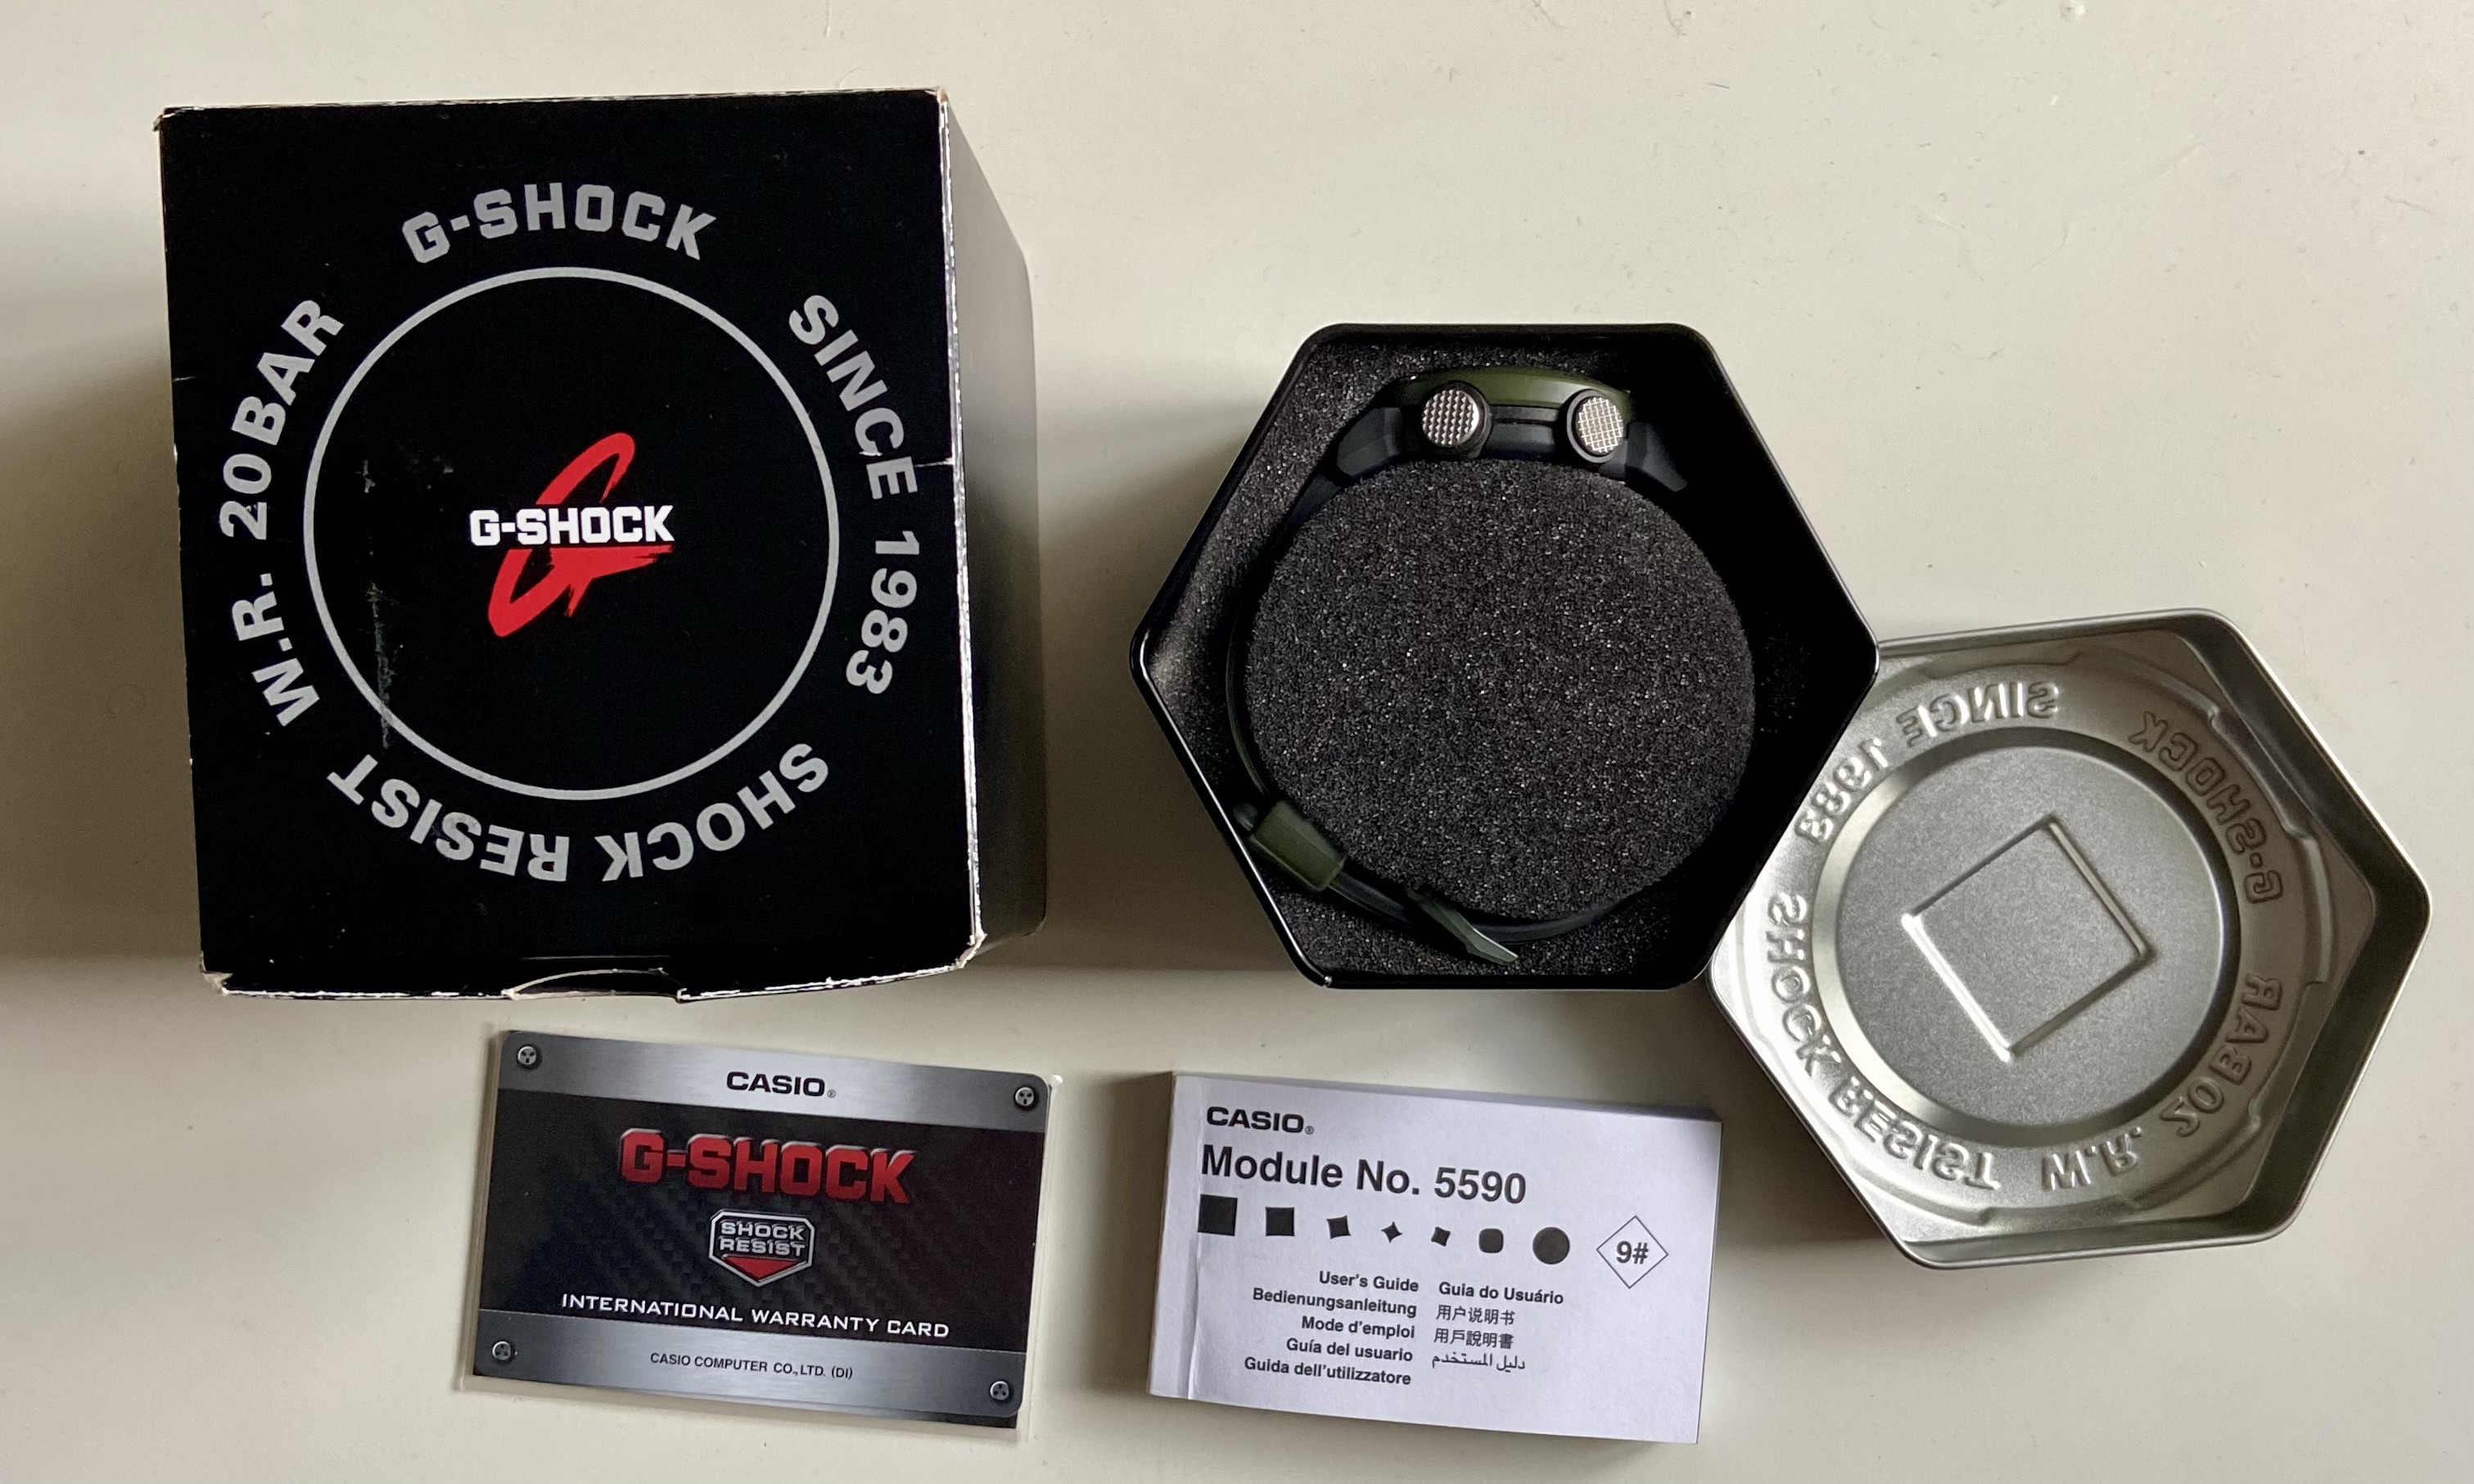 G-SHOCK
SINCE 1983
SHOCK RESIST
W.R. 20BAR
G-SHOCK
SINCE 1983
G-SHOCK
SHOCK RESIST
W.R. 20BAR
CASIO®
G-SHOCK
SHOCK
RESIST
INTERNATIONAL WARRANTY CARD
CASIO COMPUTER CO.,LTD. (DI)
CASIO®
Module No. 5590
9#
User's Guide Guia do Usuário
Bedienungsanleitung 用户说明书
Mode d'emploi 用戶說明書
Guía del usuario دليل المستخدم
Guida dell'utilizzatore